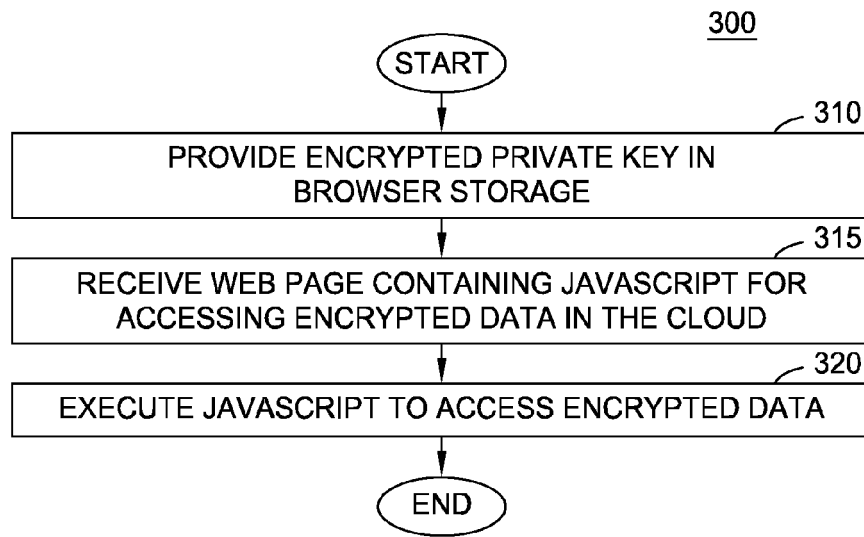 300
START
310
PROVIDE ENCRYPTED PRIVATE KEY IN
BROWSER STORAGE
315
RECEIVE WEB PAGE CONTAINING JAVASCRIPT FOR
ACCESSING ENCRYPTED DATA IN THE CLOUD
320
EXECUTE JAVASCRIPT TO ACCESS ENCRYPTED DATA
END